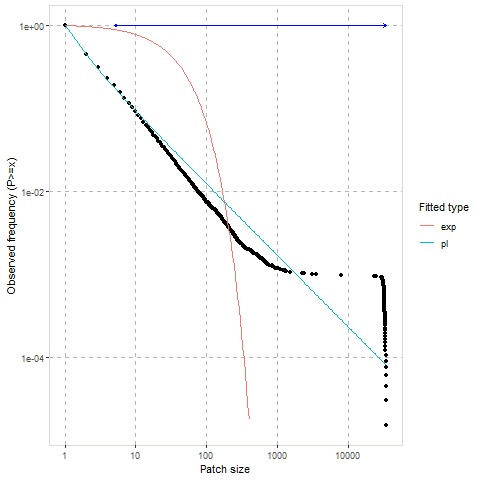 Observed frequency (P>=x)
1e+00
1e-02
1e-04
1
10
100
1000
10000
Patch size
Fitted type
exp
pl